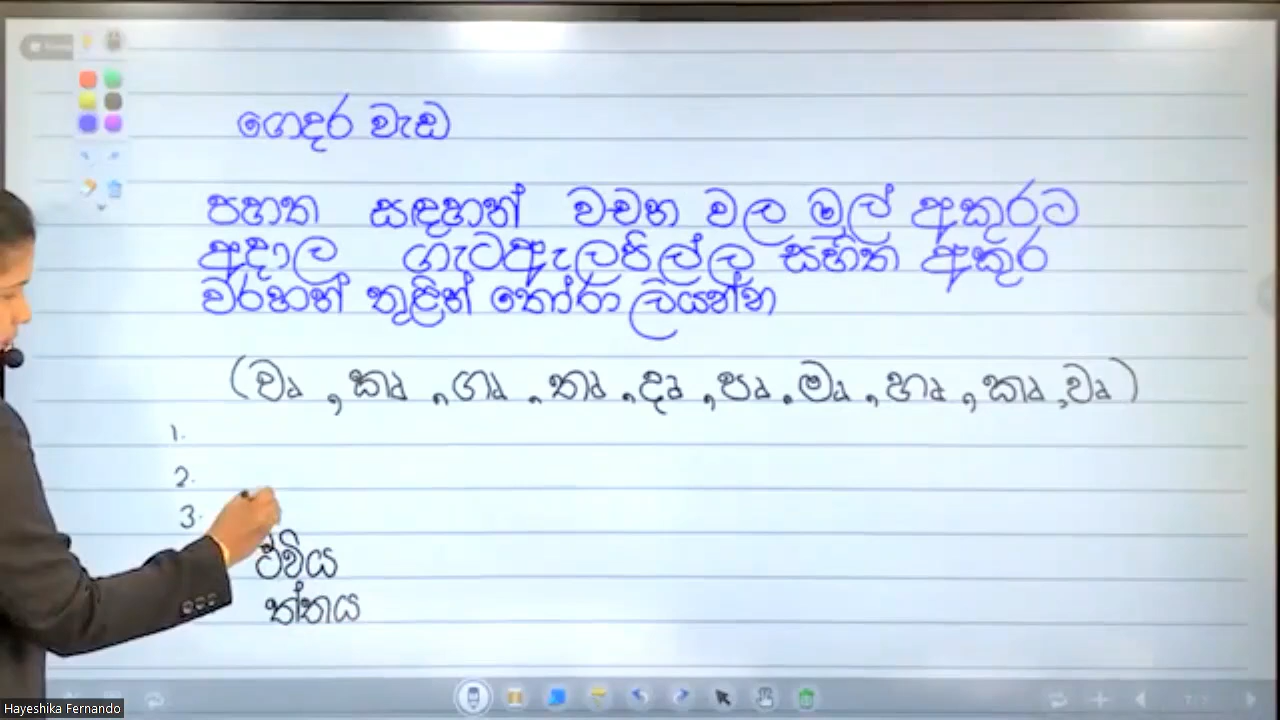 ගෙදර වැඩ
පහත සඳහන් වචන වල මුල් අකුරට
අදාල ගැටඇලපිල්ල සහිත අකුර
වරහන් තුළින් තෝරා ලියන්න
(වෘ , කෘ , ගෘ , තෘ , දෘ , පෘ , මෘ , හෘ , කෘ , වෘ )
1.
2.
3.
ථිවිය
ත්තය
Hayeshika Fernando